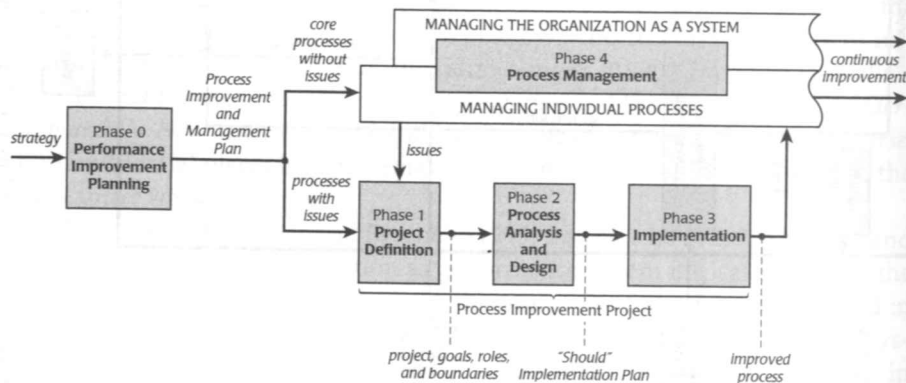 MANAGING THE ORGANIZATION AS A SYSTEM
Phase 4
Process Management
MANAGING INDIVIDUAL PROCESSES
continuous
improvement
core
processes
without
issues
Process
Improvement
and
Management
Plan
strategy
Phase 0
Performance
Improvement
Planning
processes
with
issues
issues
Phase 1
Project
Definition
Phase 2
Process
Analysis
and
Design
Phase 3
Implementation
Process Improvement Project
project, goals, roles,
and boundaries
"Should"
Implementation Plan
improved
process